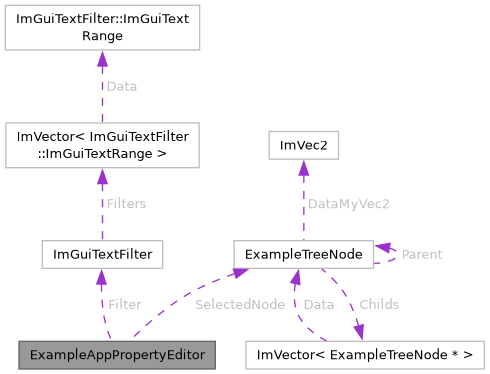 ImGuiTextFilter::ImGuiText
Range
Data
ImVector< ImGuiTextFilter
::ImGuiTextRange >
ImVec2
Filters
DataMyVec2
ImGuiTextFilter
ExampleTreeNode
Parent
Filter
SelectedNode
Data
Childs
ExampleAppPropertyEditor
ImVector< ExampleTreeNode * >